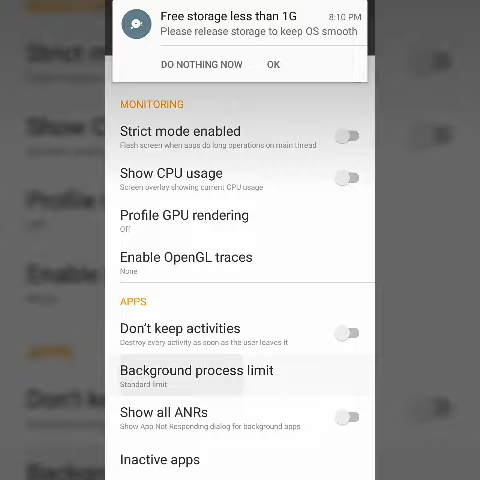 Free storage less than 1G 8:10 PM
Please release storage to keep OS smooth
DO NOTHING NOW OK
MONITORING
Strict mode enabled
Flash screen when apps do long operations on main thread
Show CPU usage
Screen overlay showing current CPU usage
Profile GPU rendering
Off
Enable OpenGL traces
None
APPS
Don't keep activities
Destroy every activity as soon as the user leaves it
Background process limit
Standard limit
Show all ANRs
Show App Not Responding dialog for background apps
Inactive apps